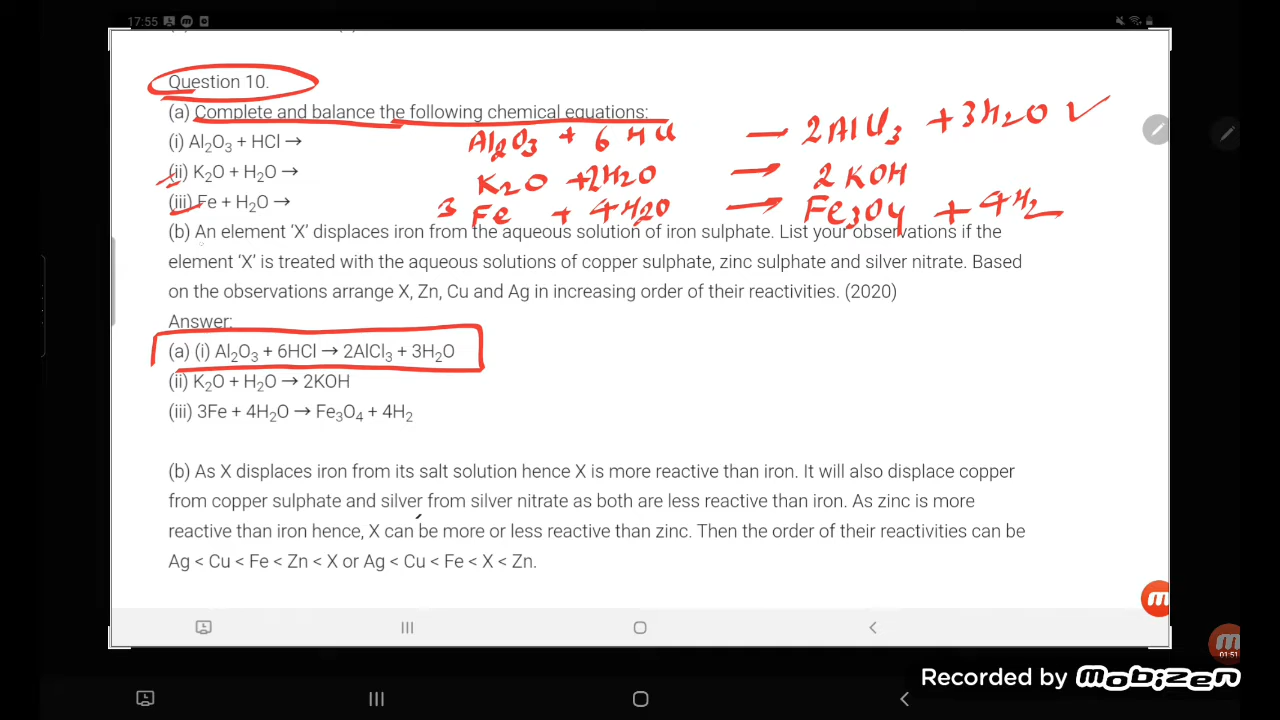 17:55
Question 10.
(a) Complete and balance the following chemical equations:
(i) Al₂O₃ + HCl → Al₂O₃ + 6 HCl → 2AlCl₃ + 3H₂O ✓
(ii) K₂O + H₂O → K₂O + 2H₂O → 2 KOH
(iii) Fe + H₂O → 3 Fe + 4H₂O → Fe₃O₄ + 4H₂
(b) An element ‘X’ displaces iron from the aqueous solution of iron sulphate. List your observations if the
element ‘X’ is treated with the aqueous solutions of copper sulphate, zinc sulphate and silver nitrate. Based
on the observations arrange X, Zn, Cu and Ag in increasing order of their reactivities. (2020)
Answer:
(a) (i) Al₂O₃ + 6HCl → 2AlCl₃ + 3H₂O
(ii) K₂O + H₂O → 2KOH
(iii) 3Fe + 4H₂O → Fe₃O₄ + 4H₂
(b) As X displaces iron from its salt solution hence X is more reactive than iron. It will also displace copper
from copper sulphate and silver from silver nitrate as both are less reactive than iron. As zinc is more
reactive than iron hence, X can be more or less reactive than zinc. Then the order of their reactivities can be
Ag < Cu < Fe < Zn < X or Ag < Cu < Fe < X < Zn.
01:51
Recorded by mobizen